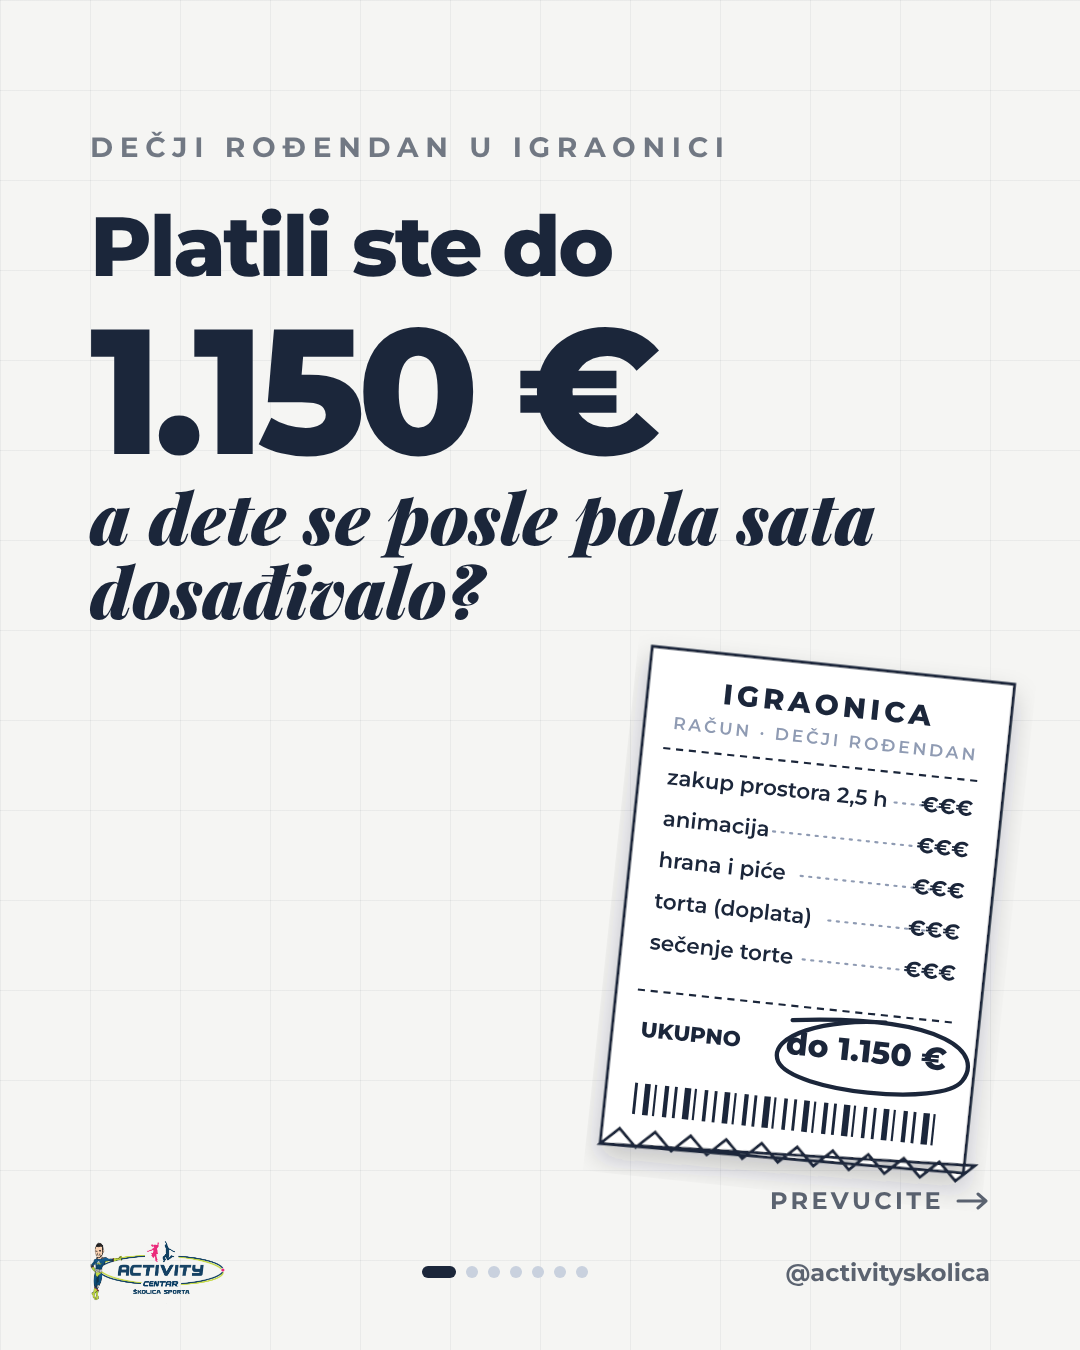 DEČJI ROĐENDAN U IGRAONICI
Platili ste do
1.150 €
a dete se posle pola sata
dosađivalo?
IGRAONICA
RAČUN · DEČJI ROĐENDAN
zakup prostora 2,5 h €€€
animacija €€€
hrana i piće €€€
torta (doplata) €€€
sečenje torte €€€
UKUPNO do 1.150 €
PREVUCITE →
ACTIVITY
CENTAR
ŠKOLICA SPORTA
@activityskolica